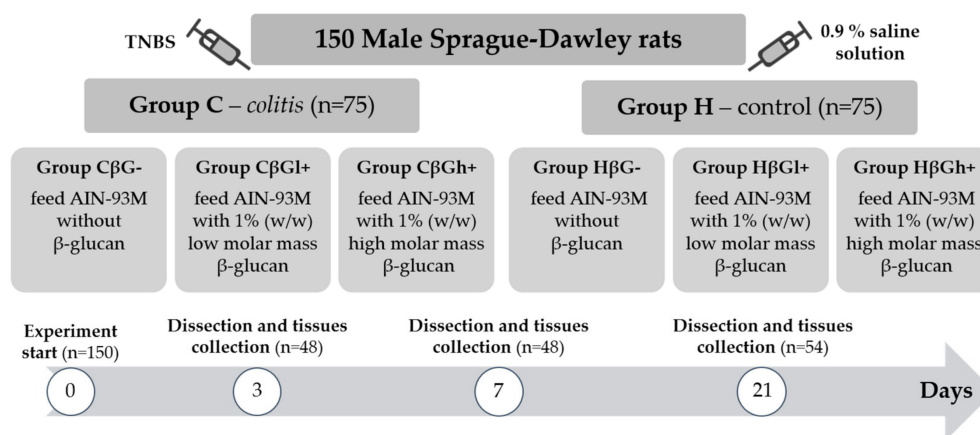 150 Male Sprague-Dawley rats
TNBS
0.9 % saline
solution
Group C – colitis (n=75)
Group H – control (n=75)
Group CβG-
feed AIN-93M
without
β-glucan
Group CβGl+
feed AIN-93M
with 1% (w/w)
low molar mass
β-glucan
Group CβGh+
feed AIN-93M
with 1% (w/w)
high molar mass
β-glucan
Group HβG-
feed AIN-93M
without
β-glucan
Group HβGl+
feed AIN-93M
with 1% (w/w)
low molar mass
β-glucan
Group HβGh+
feed AIN-93M
with 1% (w/w)
high molar mass
β-glucan
Experiment
start (n=150)
Dissection and tissues
collection (n=48)
Dissection and tissues
collection (n=48)
Dissection and tissues
collection (n=54)
0
3
7
21
Days